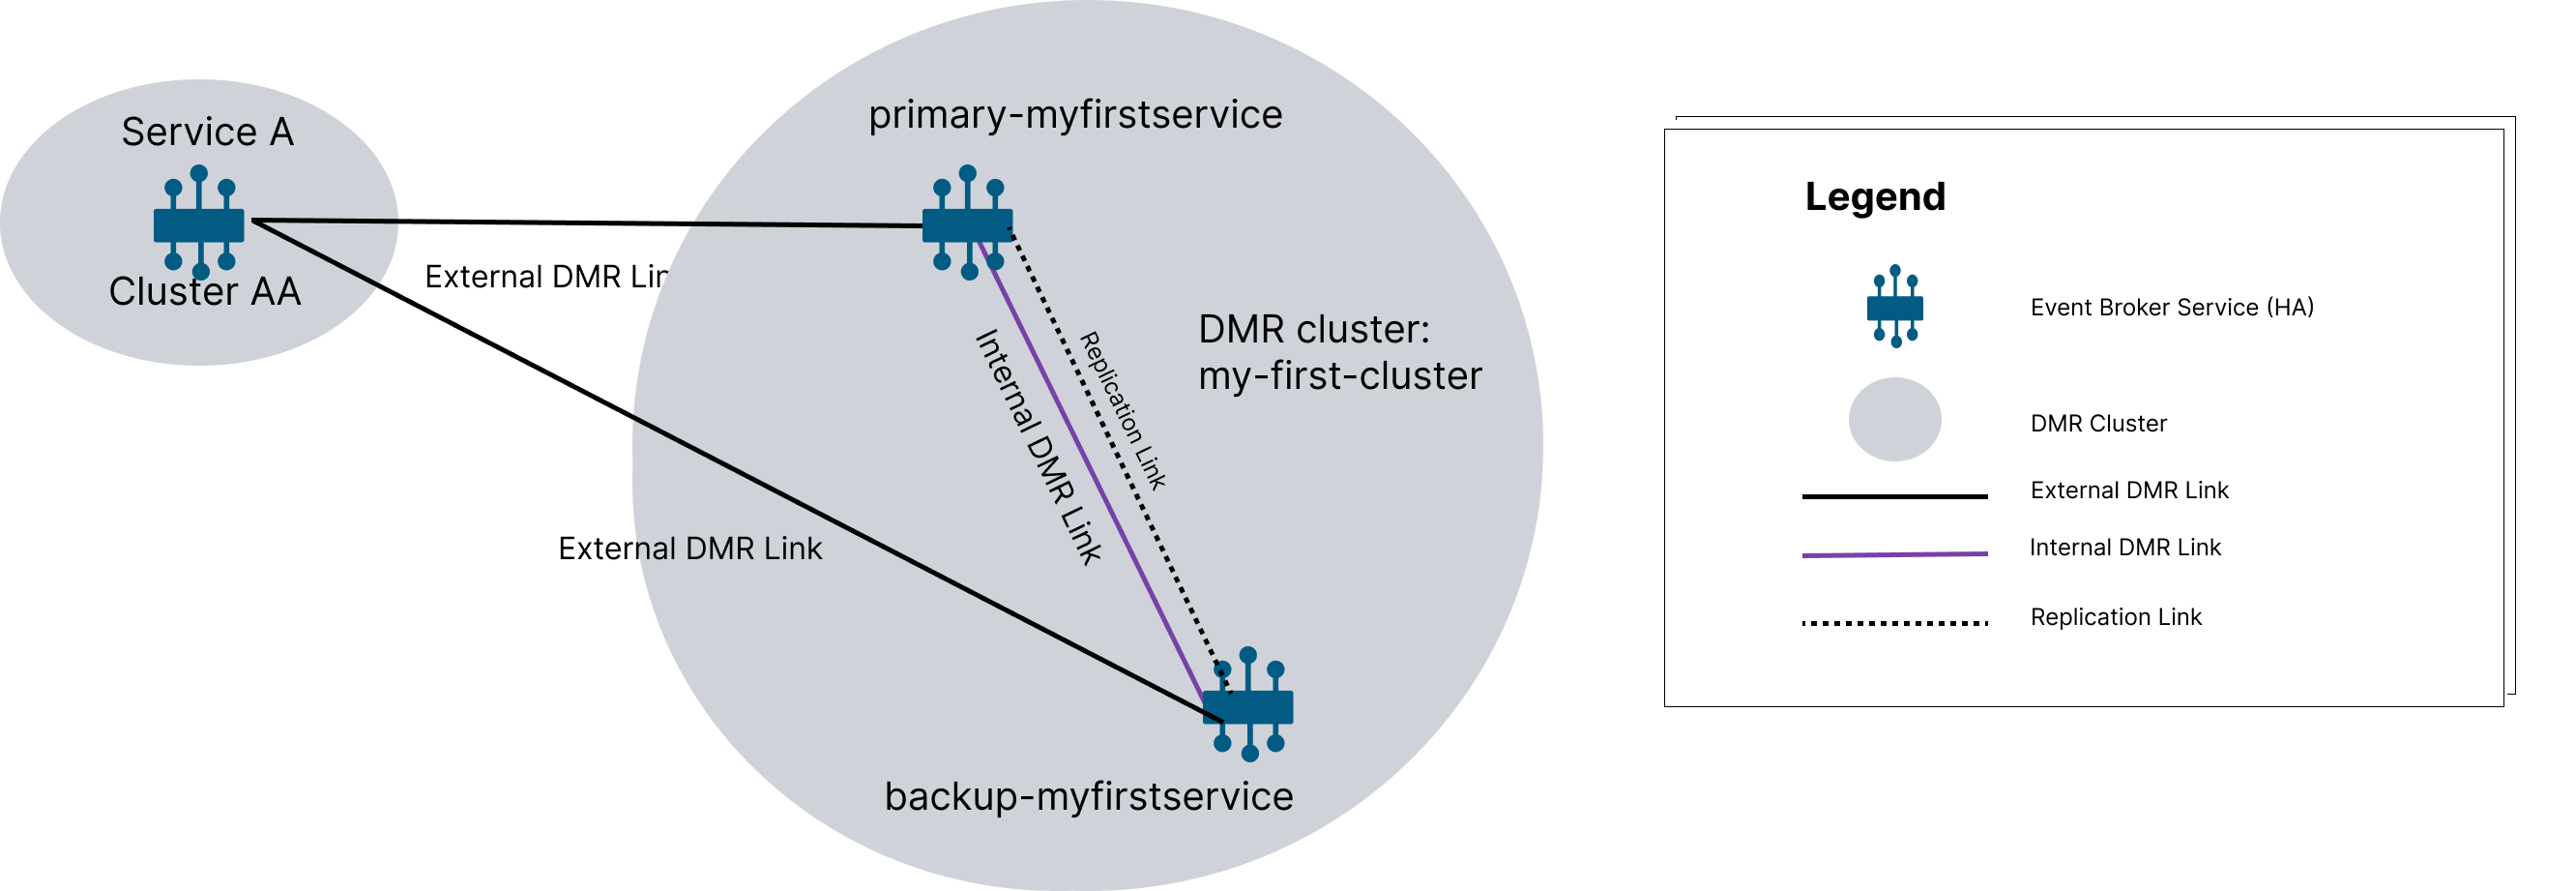 Service A
Cluster AA
External DMR Lin
External DMR Link
primary-myfirstservice
Internal DMR Link
Replication Link
DMR cluster:
my-first-cluster
backup-myfirstservice
Legend
Event Broker Service (HA)
DMR Cluster
External DMR Link
Internal DMR Link
Replication Link